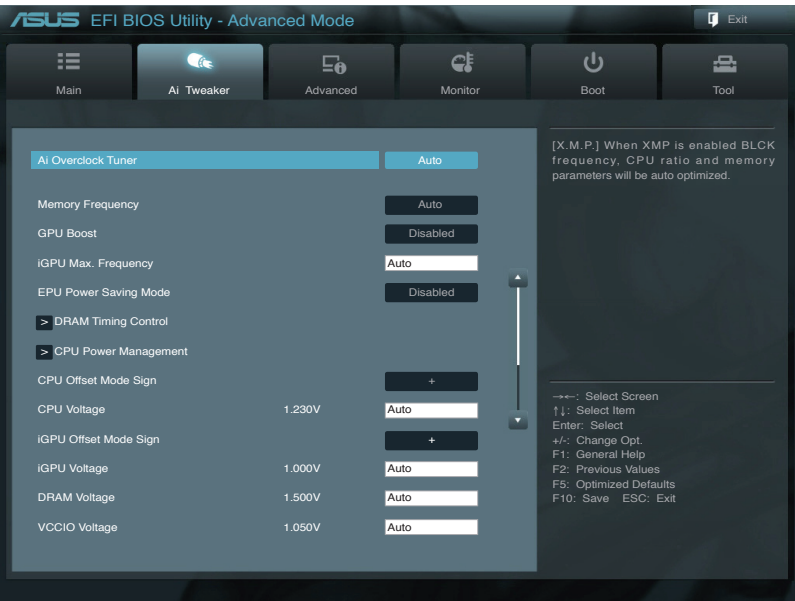 ASUS EFI BIOS Utility - Advanced Mode
Exit
Main
Ai Tweaker
Advanced
Monitor
Boot
Tool
Ai Overclock Tuner Auto
Memory Frequency Auto
GPU Boost Disabled
iGPU Max. Frequency Auto
EPU Power Saving Mode Disabled
> DRAM Timing Control
> CPU Power Management
CPU Offset Mode Sign +
CPU Voltage 1.230V Auto
iGPU Offset Mode Sign +
iGPU Voltage 1.000V Auto
DRAM Voltage 1.500V Auto
VCCIO Voltage 1.050V Auto
[X.M.P.] When XMP is enabled BLCK
frequency, CPU ratio and memory
parameters will be auto optimized.
→←: Select Screen
↑↓: Select Item
Enter: Select
+/-: Change Opt.
F1: General Help
F2: Previous Values
F5: Optimized Defaults
F10: Save ESC: Exit